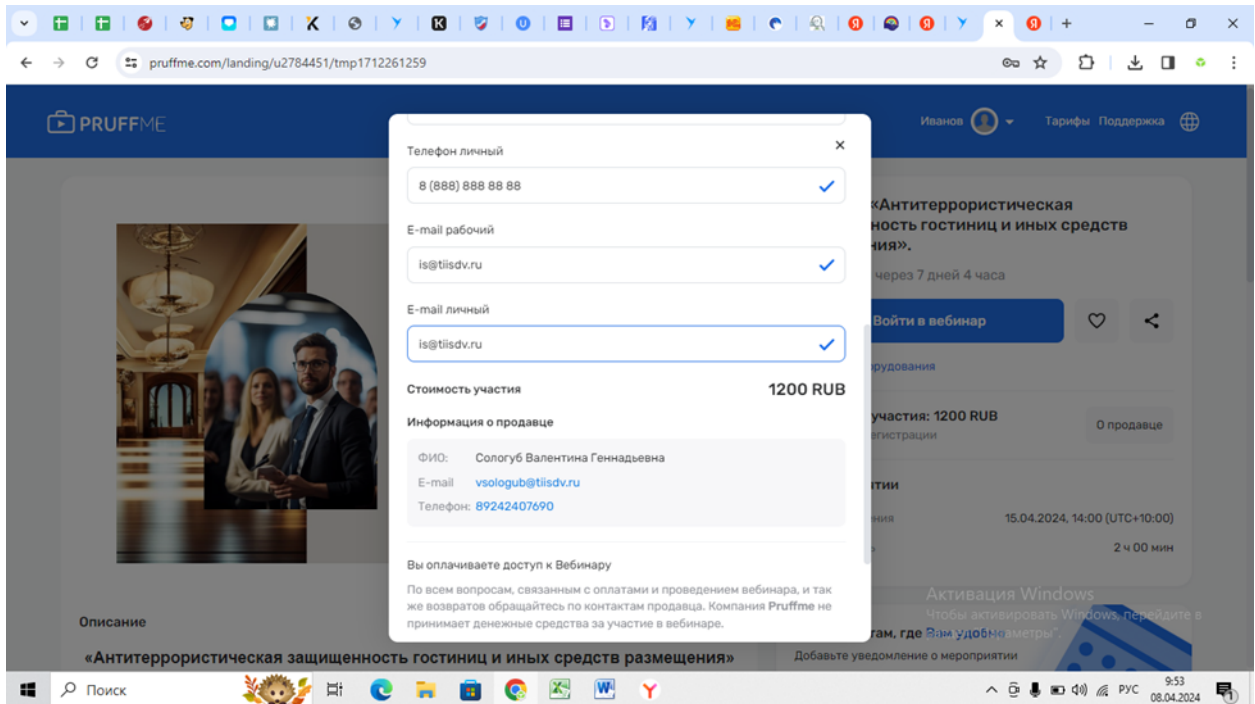 pruffme.com/landing/u2784451/tmp1712261259
PRUFFME
Иванов
Тарифы Поддержка
Телефон личный
8 (888) 888 88 88
E-mail рабочий
is@tiisdv.ru
E-mail личный
is@tiisdv.ru
Стоимость участия 1200 RUB
Информация о продавце
ФИО: Сологуб Валентина Геннадьевна
E-mail vsologub@tiisdv.ru
Телефон: 89242407690
Вы оплачиваете доступ к Вебинару
По всем вопросам, связанным с оплатами и проведением вебинара, и так
же возвратов обращайтесь по контактам продавца. Компания Pruffme не
принимает денежные средства за участие в вебинаре.
«Антитеррористическая
ность гостиниц и иных средств
ния».
через 7 дней 4 часа
Войти в вебинар
орудования
участия: 1200 RUB
егистрации
О продавце
тии
ния 15.04.2024, 14:00 (UTC+10:00)
2 ч 00 мин
Активация Windows
Чтобы активировать Windows, перейдите в
там, где Вам удобно
аметры".
Добавьте уведомление о мероприятии
Описание
«Антитеррористическая защищенность гостиниц и иных средств размещения»
Поиск
РУС
9:53
08.04.2024